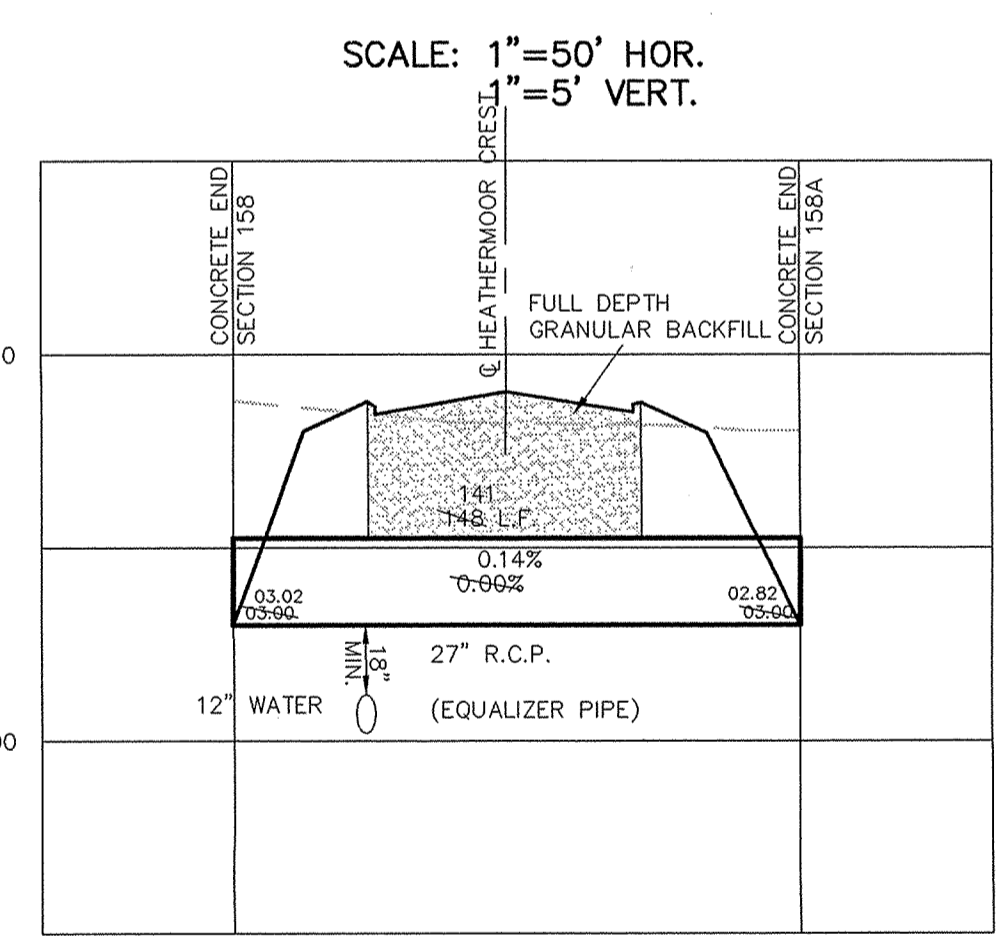 SCALE: 1"=50' HOR.
1"=5' VERT.
CONCRETE END
SECTION 158
℄ HEATHERMOOR CREST
CONCRETE END
SECTION 158A
FULL DEPTH
GRANULAR BACKFILL
0
141
148 L.F.
0.14%
0.00%
03.02
03.00
02.82
03.00
18"
MIN.
27" R.C.P.
12" WATER
(EQUALIZER PIPE)
00